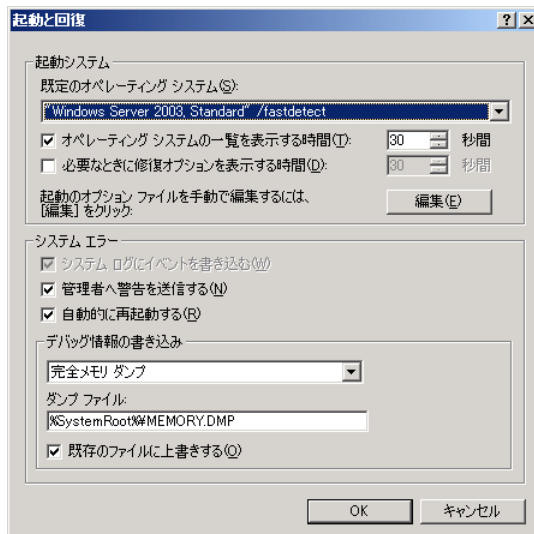 起動と回復
起動システム
既定のオペレーティング システム(S):
"Windows Server 2003, Standard" /fastdetect
オペレーティング システムの一覧を表示する時間(T): 30 秒間
必要なときに修復オプションを表示する時間(D): 30 秒間
起動のオプション ファイルを手動で編集するには、
[編集] をクリック: 編集(E)
システム エラー
システム ログにイベントを書き込む(W)
管理者へ警告を送信する(N)
自動的に再起動する(R)
デバッグ情報の書き込み
完全メモリ ダンプ
ダンプ ファイル:
%SystemRoot%¥MEMORY.DMP
既存のファイルに上書きする(O)
OK キャンセル